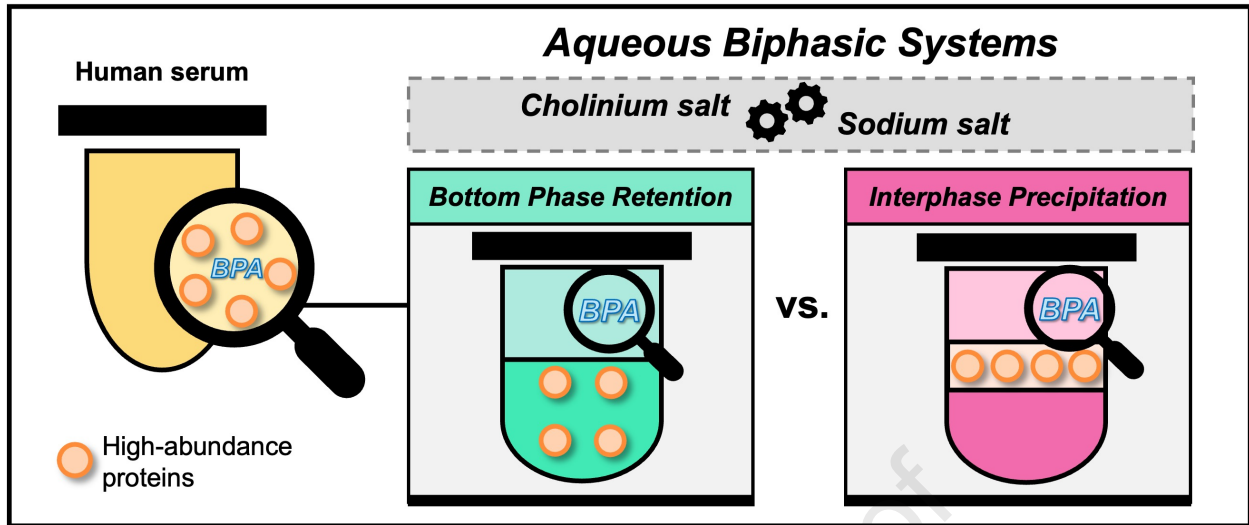 Aqueous Biphasic Systems
Human serum
Cholinium salt
Sodium salt
Bottom Phase Retention
Interphase Precipitation
BPA
BPA
vs.
BPA
High-abundance
proteins
of